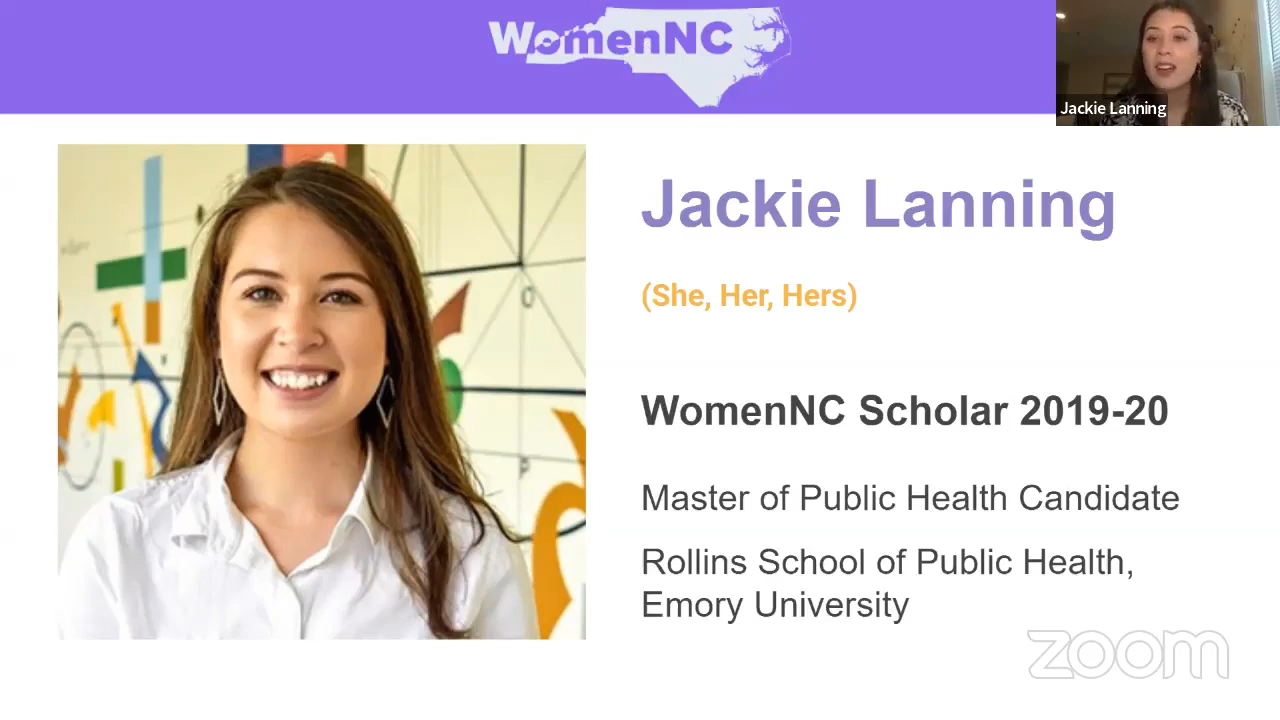 WomenNC
Jackie Lanning
Jackie Lanning
(She, Her, Hers)
WomenNC Scholar 2019-20
Master of Public Health Candidate
Rollins School of Public Health,
Emory University
zoom